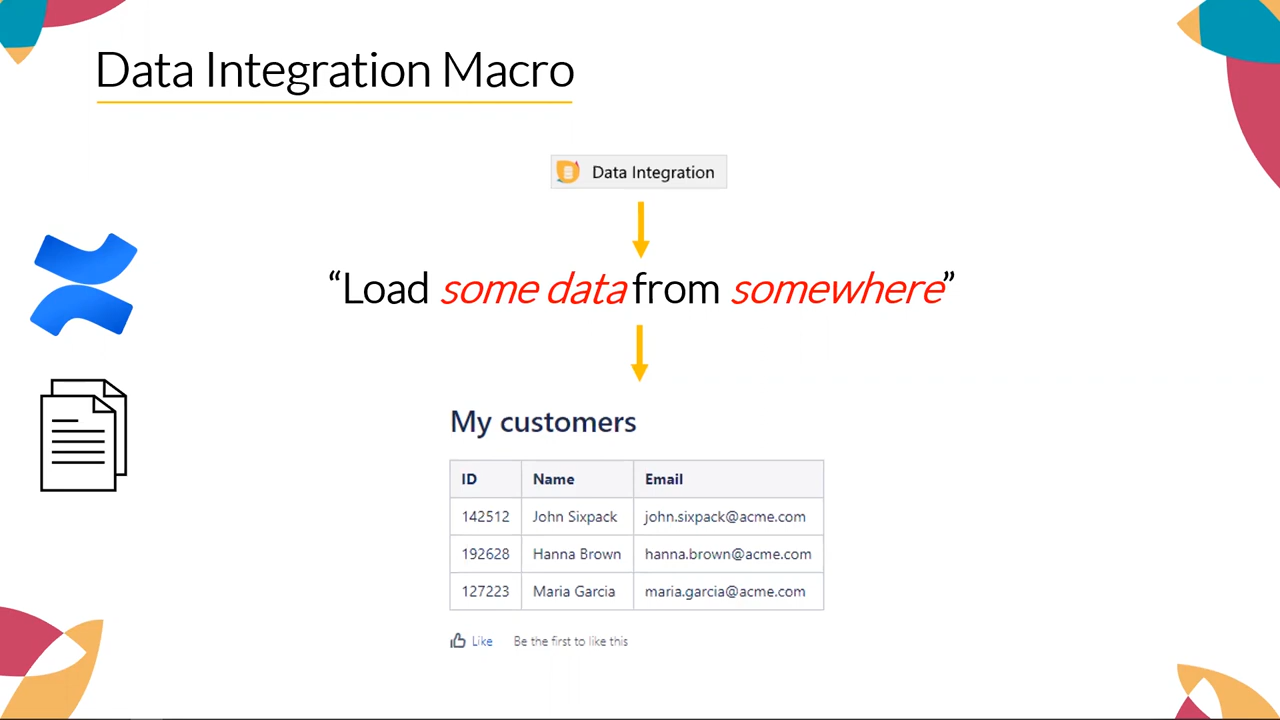 Data Integration Macro
Data Integration
“Load some data from somewhere”
My customers
ID Name Email
142512 John Sixpack john.sixpack@acme.com
192628 Hanna Brown hanna.brown@acme.com
127223 Maria Garcia maria.garcia@acme.com
Like Be the first to like this